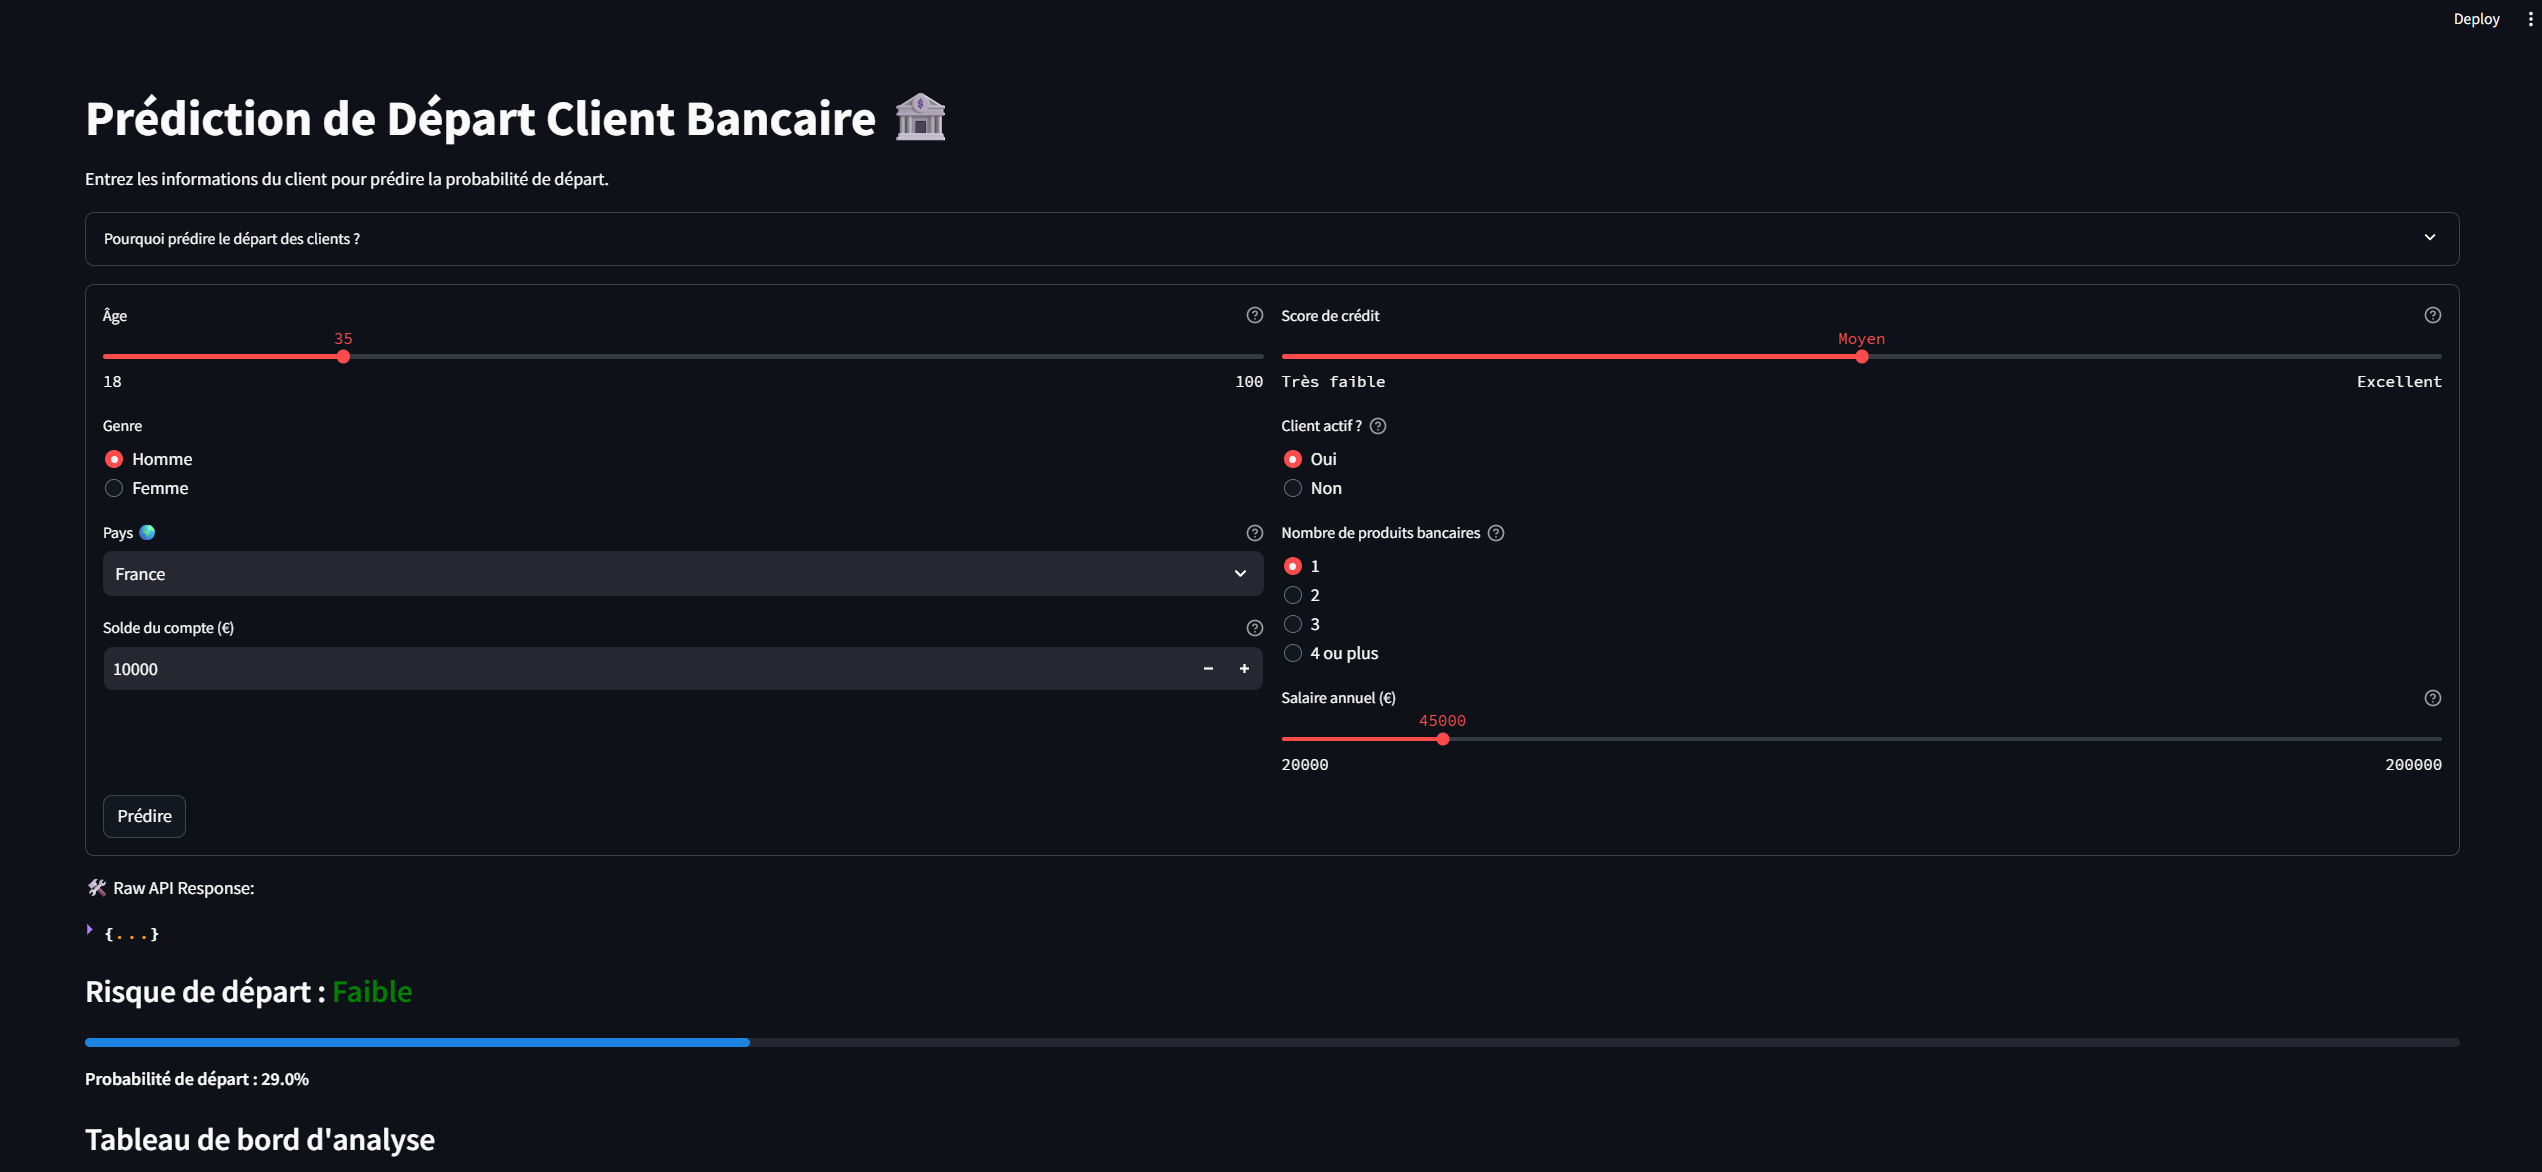 Deploy
Prédiction de Départ Client Bancaire
Entrez les informations du client pour prédire la probabilité de départ.
Pourquoi prédire le départ des clients ?
Âge
35
18
100
Genre
Homme
Femme
Pays
France
Solde du compte (€)
10000
Score de crédit
Moyen
Très faible
Excellent
Client actif ?
Oui
Non
Nombre de produits bancaires
1
2
3
4 ou plus
Salaire annuel (€)
45000
20000
200000
Prédire
Raw API Response:
{...}
Risque de départ : Faible
Probabilité de départ : 29.0%
Tableau de bord d'analyse